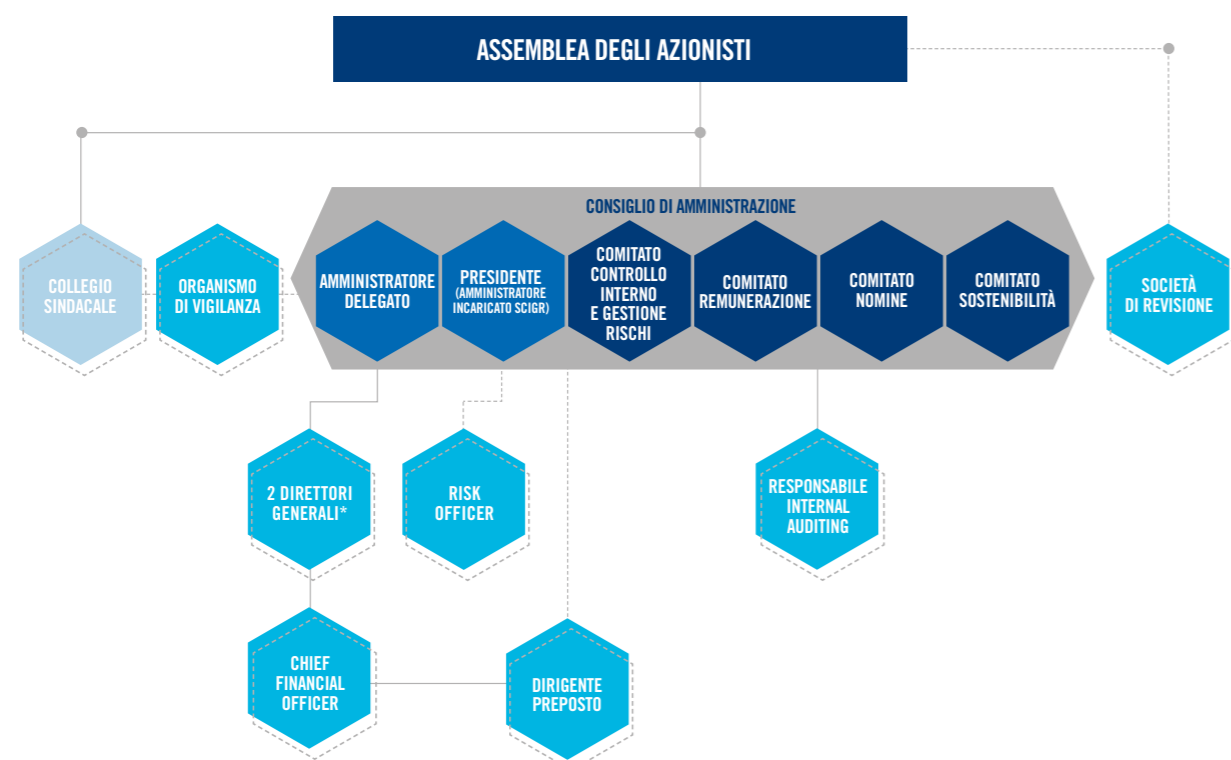 ASSEMBLEA DEGLI AZIONISTI
CONSIGLIO DI AMMINISTRAZIONE
COLLEGIO
SINDACALE
ORGANISMO
DI VIGILANZA
AMMINISTRATORE
DELEGATO
PRESIDENTE
(AMMINISTRATORE
INCARICATO SCIGR)
COMITATO
CONTROLLO
INTERNO
E GESTIONE
RISCHI
COMITATO
REMUNERAZIONE
COMITATO
NOMINE
COMITATO
SOSTENIBILITÀ
SOCIETÀ
DI REVISIONE
2 DIRETTORI
GENERALI*
RISK
OFFICER
RESPONSABILE
INTERNAL
AUDITING
CHIEF
FINANCIAL
OFFICER
DIRIGENTE
PREPOSTO